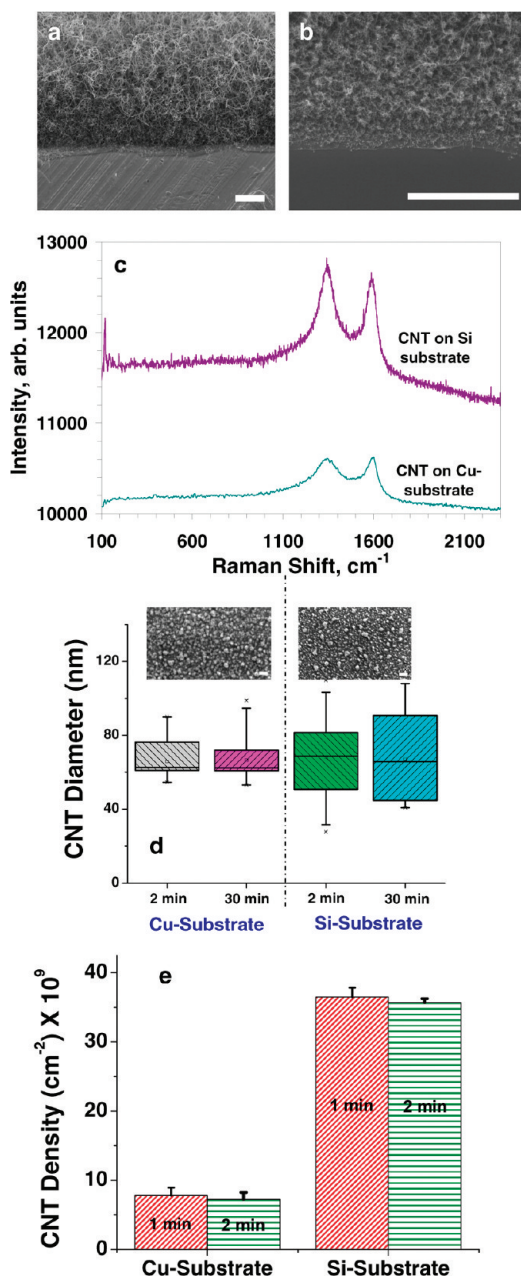 a
b
13000
c
12000
11000
10000
Intensity, arb. units
CNT on Si
substrate
CNT on Cu-
substrate
100
600
1100
1600
2100
Raman Shift, cm-1
120
80
40
0
CNT Diameter (nm)
d
2 min
30 min
2 min
30 min
Cu-Substrate
Si-Substrate
40
30
20
10
0
CNT Density (cm-2) X 109
e
1 min
2 min
1 min
2 min
Cu-Substrate
Si-Substrate